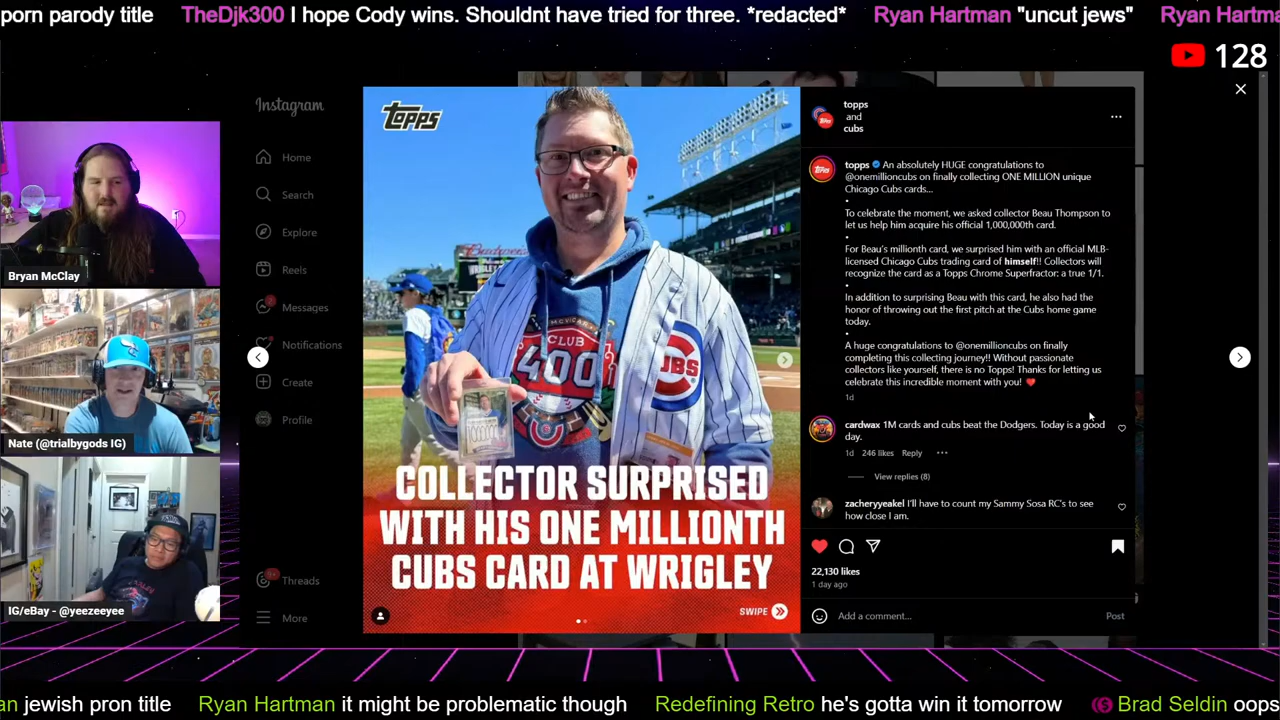 porn parody title TheDjk300 I hope Cody wins. Shouldnt have tried for three. *redacted* Ryan Hartman "uncut jews" Ryan Hartma
128
Instagram
Home
Search
Explore
Reels
Messages
Notifications
Create
Profile
9+
Threads
More
Bryan McClay
Nate (@trialbygods IG)
IG/eBay - @yeezeeyee
topps
CLUB
400
CUBS
COLLECTOR SURPRISED
WITH HIS ONE MILLIONTH
CUBS CARD AT WRIGLEY
SWIPE
topps
and
cubs
topps An absolutely HUGE congratulations to
@onemillioncubs on finally collecting ONE MILLION unique
Chicago Cubs cards...
•
To celebrate the moment, we asked collector Beau Thompson to
let us help him acquire his official 1,000,000th card.
•
For Beau's millionth card, we surprised him with an official MLB-
licensed Chicago Cubs trading card of himself!! Collectors will
recognize the card as a Topps Chrome Superfractor: a true 1/1.
•
In addition to surprising Beau with this card, he also had the
honor of throwing out the first pitch at the Cubs home game
today.
•
A huge congratulations to @onemillioncubs on finally
completing this collecting journey!! Without passionate
collectors like yourself, there is no Topps! Thanks for letting us
celebrate this incredible moment with you! ❤️
1d
cardwax 1M cards and cubs beat the Dodgers. Today is a good
day.
1d 246 likes Reply
View replies (8)
zacheryyeakel I'll have to count my Sammy Sosa RC's to see
how close I am.
22,130 likes
1 day ago
Add a comment...
Post
an jewish pron title Ryan Hartman it might be problematic though Redefining Retro he's gotta win it tomorrow Brad Seldin oops